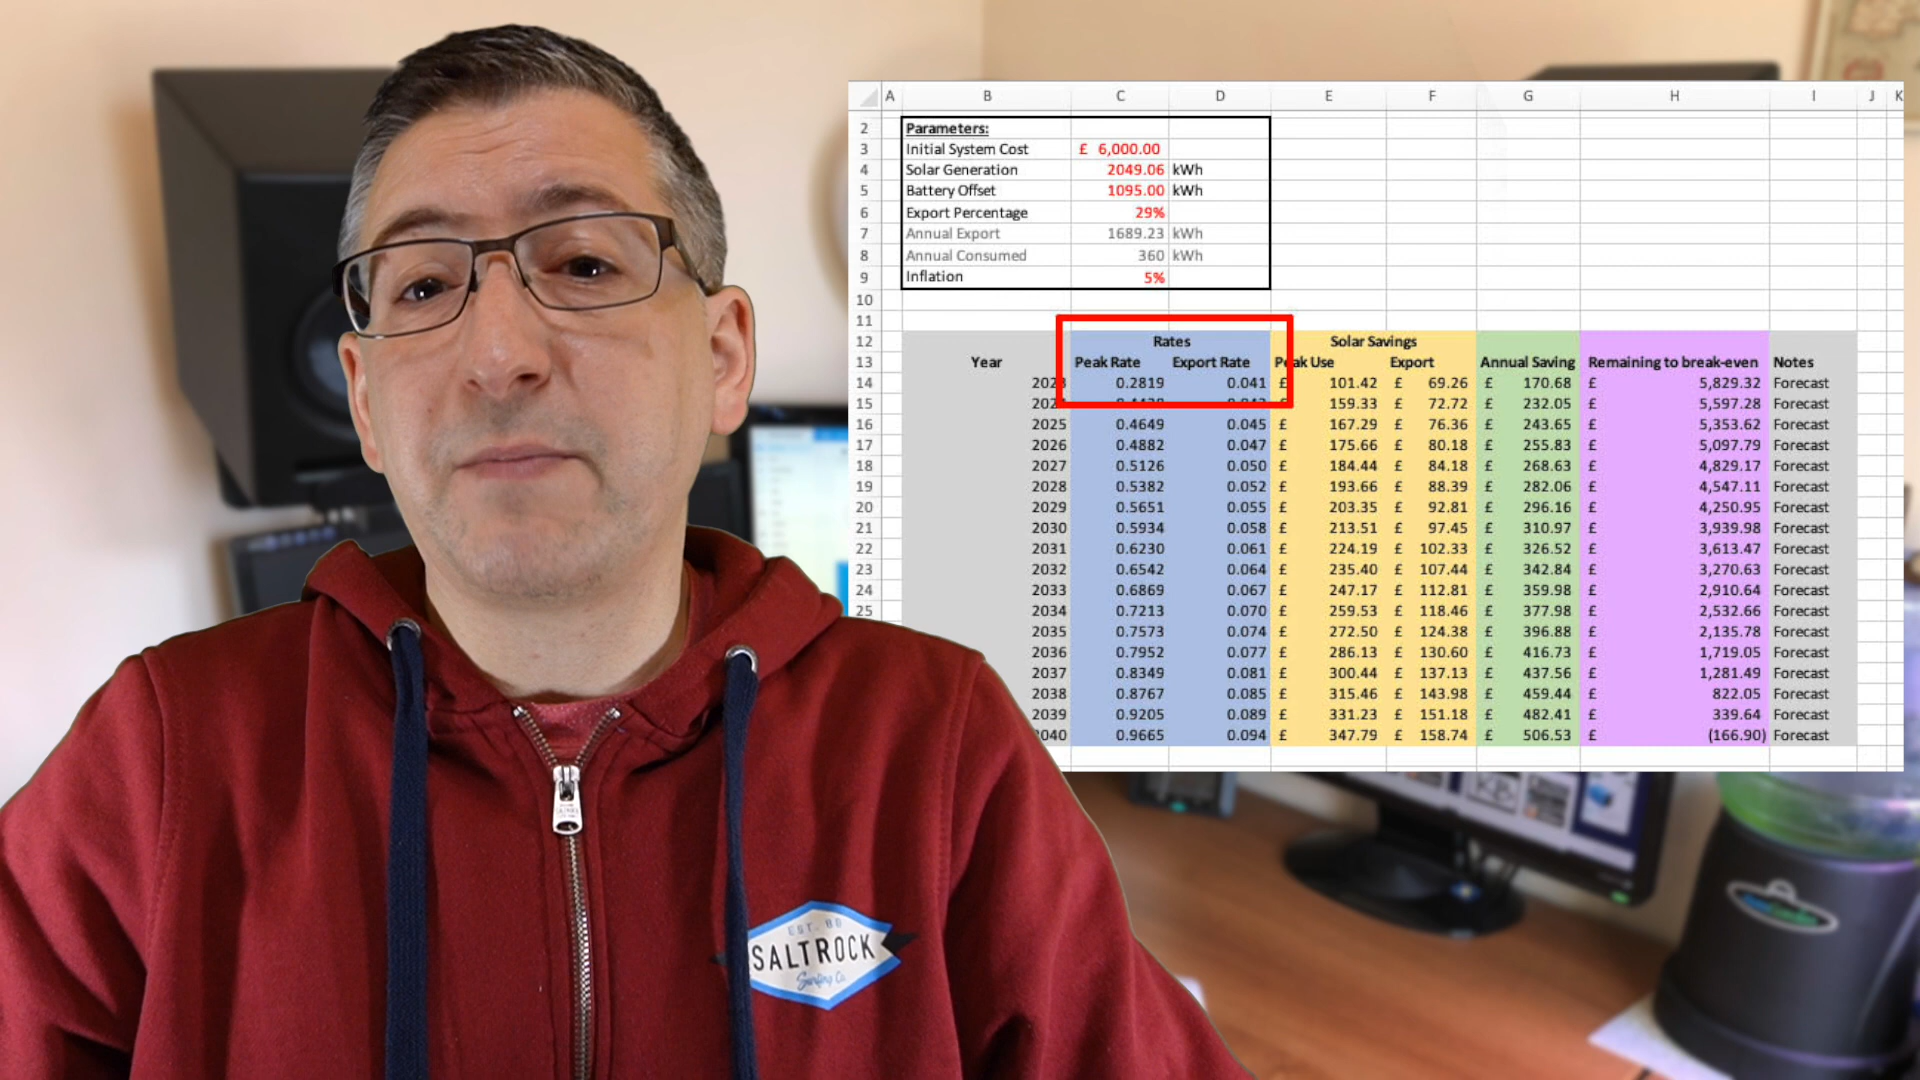 A B C D E F G H I J K
2 Parameters:
3 Initial System Cost £ 6,000.00
4 Solar Generation 2049.06 kWh
5 Battery Offset 1095.00 kWh
6 Export Percentage 29%
7 Annual Export 1689.23 kWh
8 Annual Consumed 360 kWh
9 Inflation 5%
10
11
12 Rates Solar Savings
13 Year Peak Rate Export Rate Peak Use Export Annual Saving Remaining to break-even Notes
14 2023 0.2819 0.041 £ 101.42 £ 69.26 £ 170.68 £ 5,829.32 Forecast
15 £ 159.33 £ 72.72 £ 232.05 £ 5,597.28 Forecast
16 2025 0.4649 0.045 £ 167.29 £ 76.36 £ 243.65 £ 5,353.62 Forecast
17 2026 0.4882 0.047 £ 175.66 £ 80.18 £ 255.83 £ 5,097.79 Forecast
18 2027 0.5126 0.050 £ 184.44 £ 84.18 £ 268.63 £ 4,829.17 Forecast
19 2028 0.5382 0.052 £ 193.66 £ 88.39 £ 282.06 £ 4,547.11 Forecast
20 2029 0.5651 0.055 £ 203.35 £ 92.81 £ 296.16 £ 4,250.95 Forecast
21 2030 0.5934 0.058 £ 213.51 £ 97.45 £ 310.97 £ 3,939.98 Forecast
22 2031 0.6230 0.061 £ 224.19 £ 102.33 £ 326.52 £ 3,613.47 Forecast
23 2032 0.6542 0.064 £ 235.40 £ 107.44 £ 342.84 £ 3,270.63 Forecast
24 2033 0.6869 0.067 £ 247.17 £ 112.81 £ 359.98 £ 2,910.64 Forecast
25 2034 0.7213 0.070 £ 259.53 £ 118.46 £ 377.98 £ 2,532.66 Forecast
2035 0.7573 0.074 £ 272.50 £ 124.38 £ 396.88 £ 2,135.78 Forecast
2036 0.7952 0.077 £ 286.13 £ 130.60 £ 416.73 £ 1,719.05 Forecast
2037 0.8349 0.081 £ 300.44 £ 137.13 £ 437.56 £ 1,281.49 Forecast
2038 0.8767 0.085 £ 315.46 £ 143.98 £ 459.44 £ 822.05 Forecast
2039 0.9205 0.089 £ 331.23 £ 151.18 £ 482.41 £ 339.64 Forecast
2040 0.9665 0.094 £ 347.79 £ 158.74 £ 506.53 £ (166.90) Forecast
EST. 88
SALTROCK
Surfing Co.